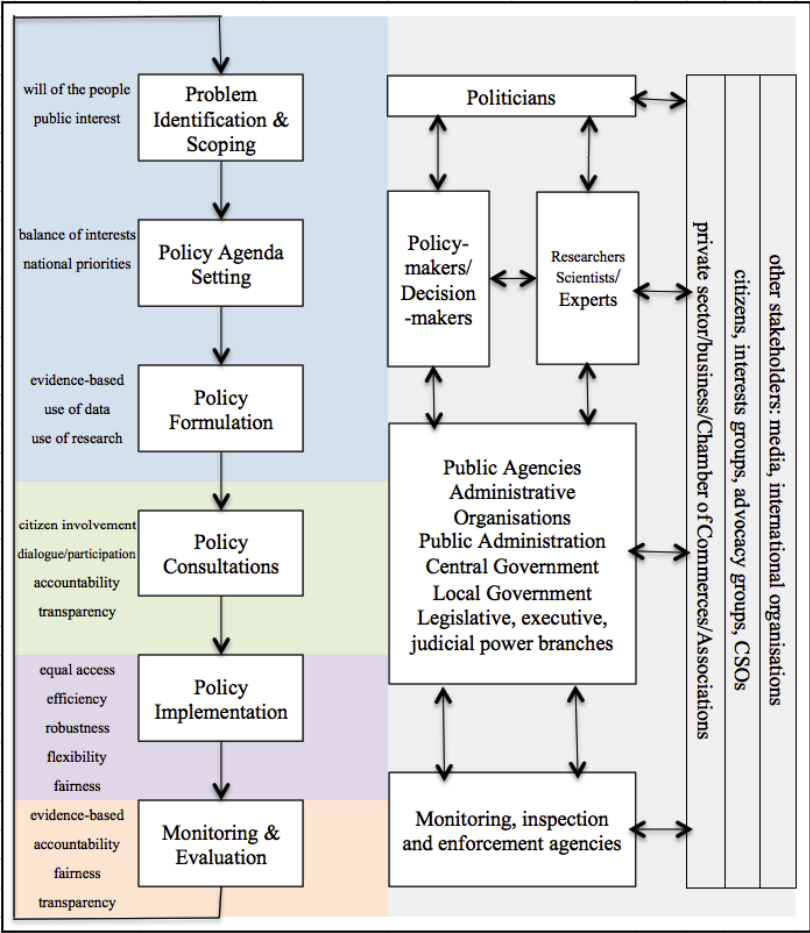 will of the people
public interest
Problem
Identification &
Scoping
balance of interests
national priorities
Policy Agenda
Setting
evidence-based
use of data
use of research
Policy
Formulation
citizen involvement
dialogue/participation
accountability
transparency
Policy
Consultations
equal access
efficiency
robustness
flexibility
fairness
Policy
Implementation
evidence-based
accountability
fairness
transparency
Monitoring &
Evaluation
Politicians
Policy-
makers/
Decision
-makers
Researchers
Scientists/
Experts
Public Agencies
Administrative
Organisations
Public Administration
Central Government
Local Government
Legislative, executive,
judicial power branches
Monitoring, inspection
and enforcement agencies
private sector/business/Chamber of Commerces/Associations
citizens, interests groups, advocacy groups, CSOs
other stakeholders: media, international organisations